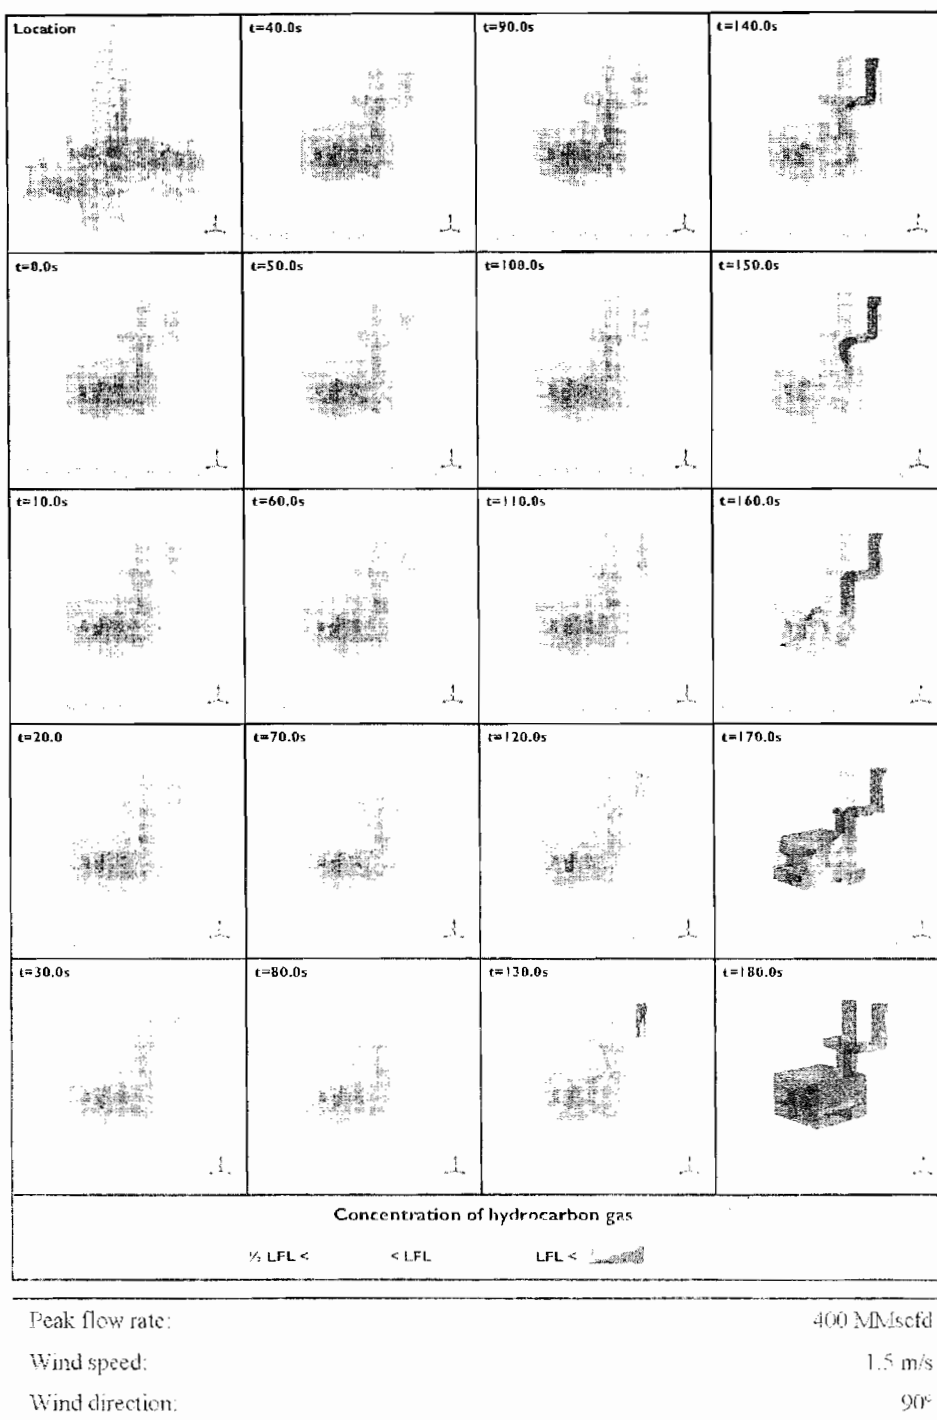 Location
t=40.0s
t=90.0s
t=140.0s
t=0.0s
t=50.0s
t=100.0s
t=150.0s
t=10.0s
t=60.0s
t=110.0s
t=160.0s
t=20.0
t=70.0s
t=120.0s
t=170.0s
t=30.0s
t=80.0s
t=130.0s
t=180.0s
Concentration of hydrocarbon gas
½ LFL < < LFL LFL <
Peak flow rate: 400 MMscfd
Wind speed: 1.5 m/s
Wind direction: 90°